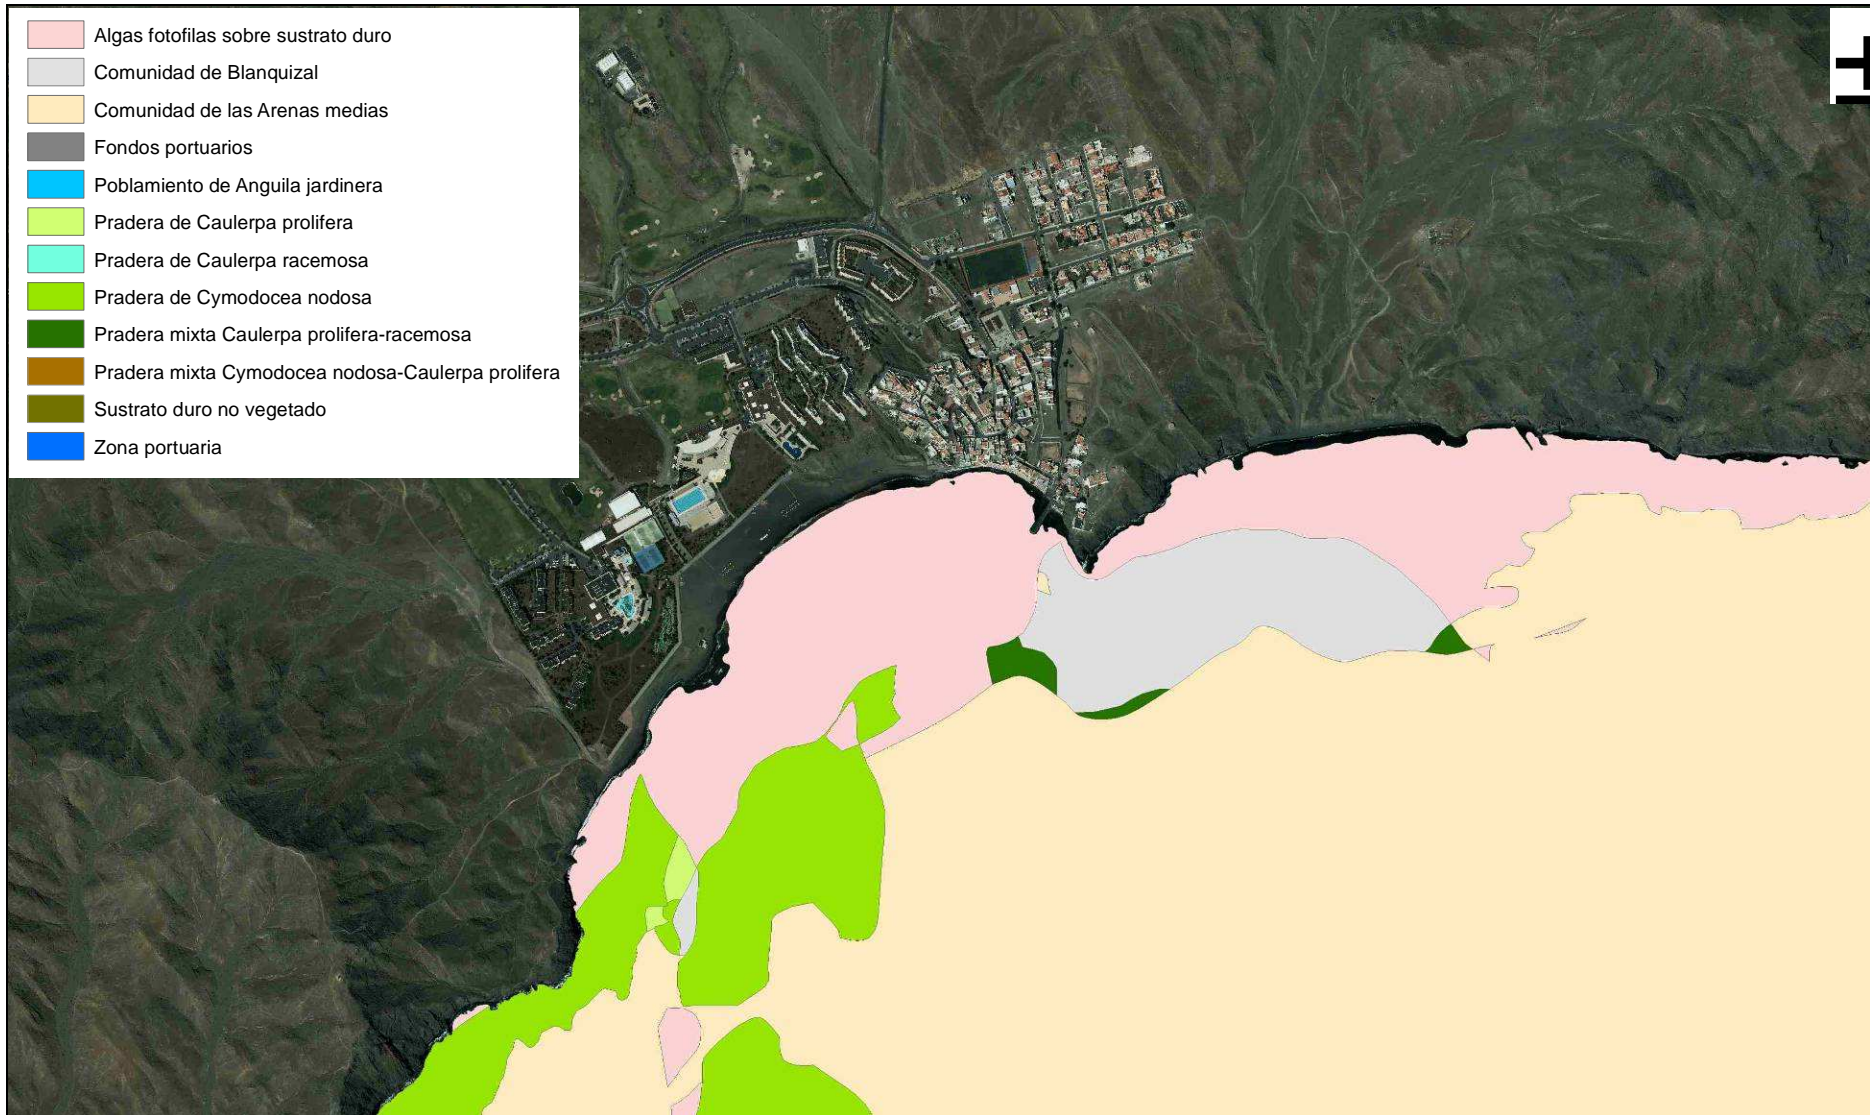 Algas fotofilas sobre sustrato duro
Comunidad de Blanquizal
Comunidad de las Arenas medias
Fondos portuarios
Poblamiento de Anguila jardinera
Pradera de Caulerpa prolifera
Pradera de Caulerpa racemosa
Pradera de Cymodocea nodosa
Pradera mixta Caulerpa prolifera-racemosa
Pradera mixta Cymodocea nodosa-Caulerpa prolifera
Sustrato duro no vegetado
Zona portuaria